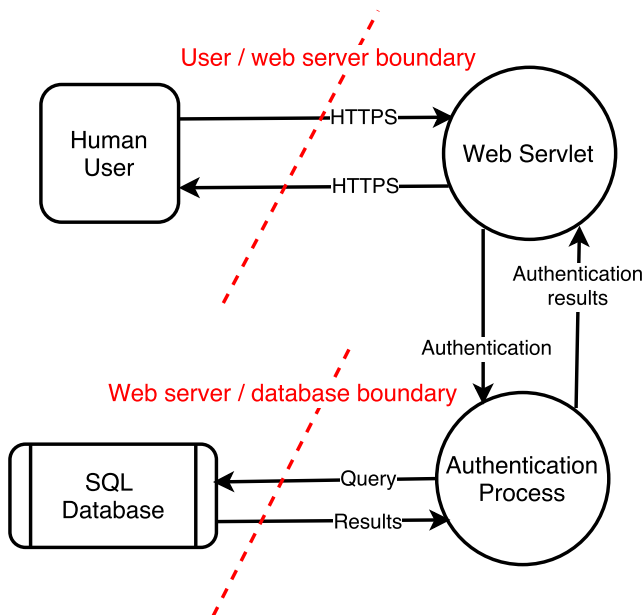 User / web server boundary
Human
User
HTTPS
HTTPS
Web Servlet
Authentication
results
Authentication
Web server / database boundary
SQL
Database
Query
Results
Authentication
Process